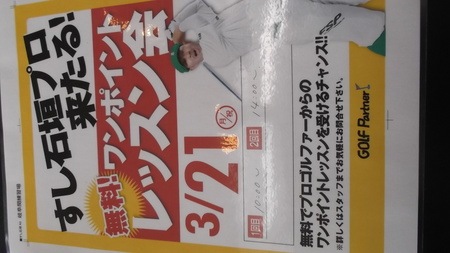 すし石垣プロ
来たる!
無料!
ワンポイント
レッスン会
3/21
1回目 10:00〜
2回目 14:00〜
無料でプロゴルファーからの
ワンポイントレッスンを受けるチャンス!!
※詳しくはスタッフまでお気軽にお問合せ下さい。
GOLF Partner